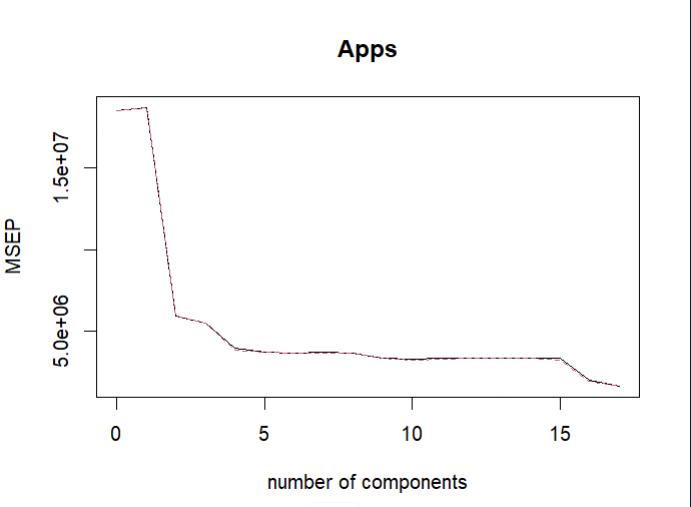 Apps
MSEP
1.5e+07
5.0e+06
0 5 10 15
number of components